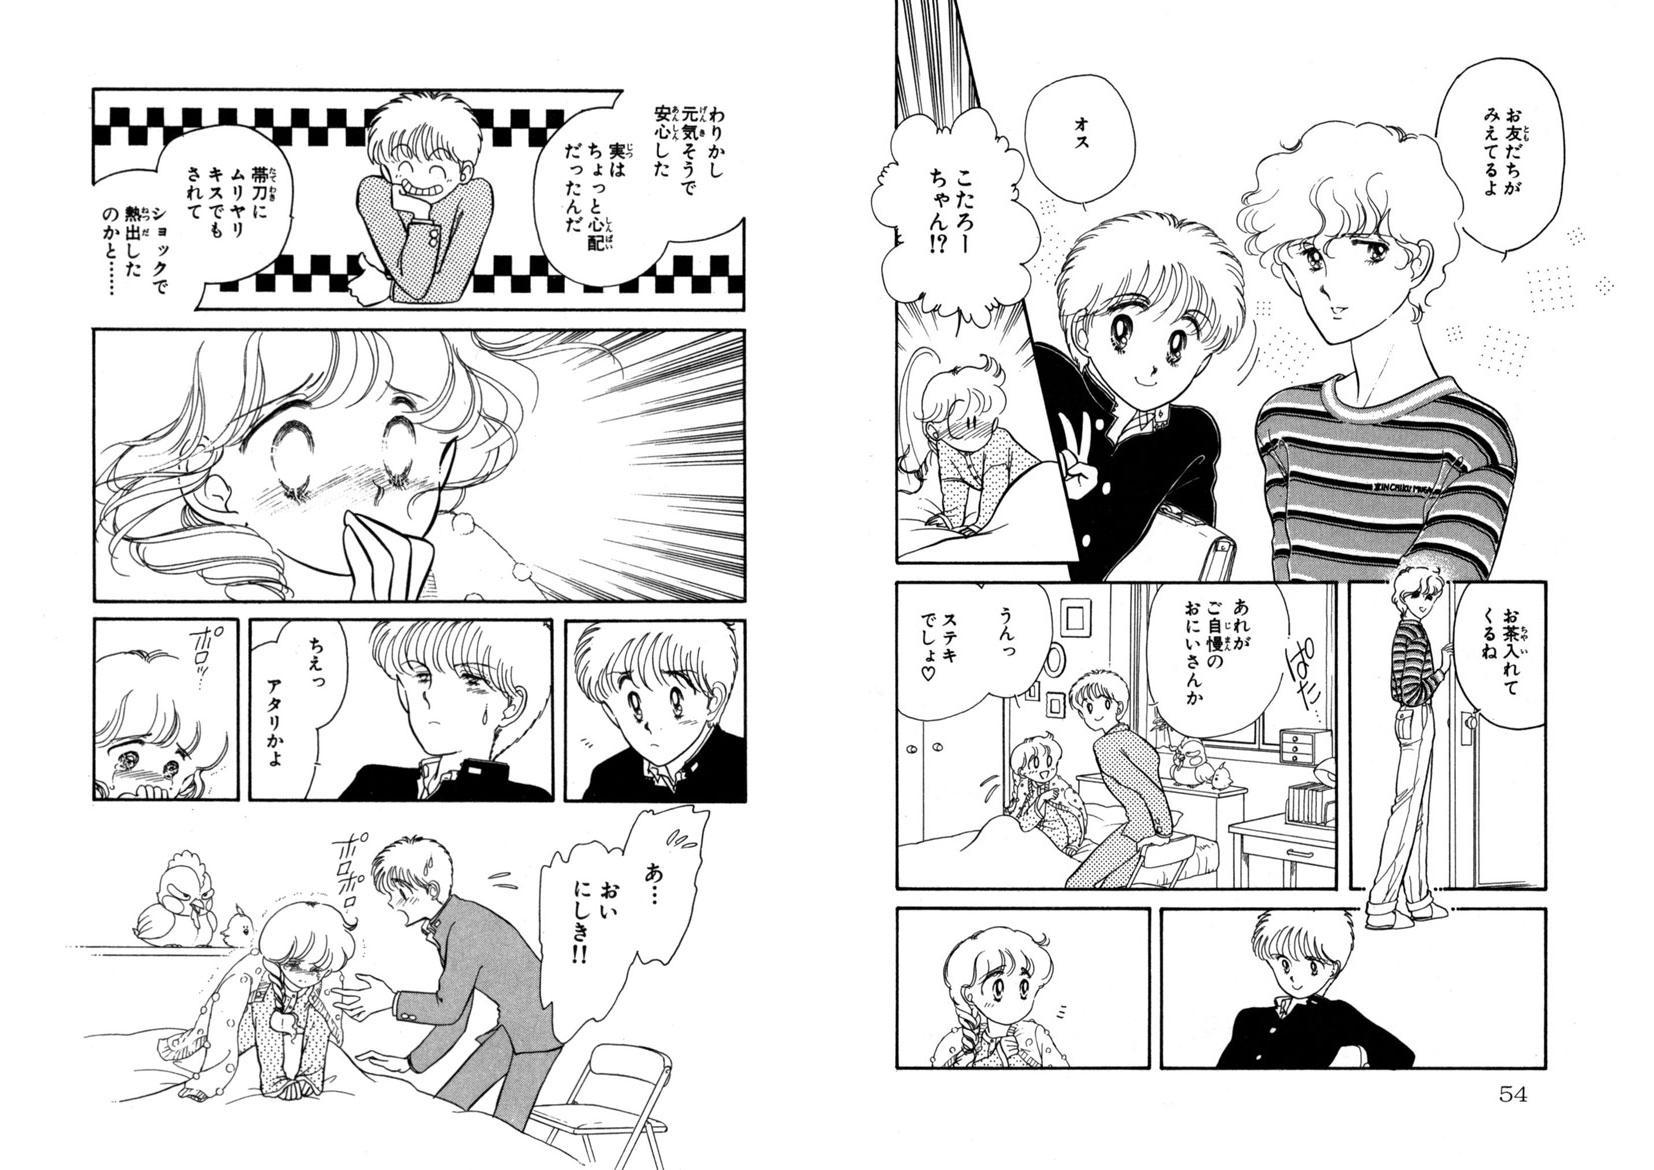 お友だちが
みえてるよ
オス
こたろー
ちゃん!?
XINCHIKU MUGA
お茶入れて
くるね
ぱた…
あれが
ご自慢の
おにいさんか
うんっ
ステキ
でしょ♡
54
わりかし
元気そうで
安心した
実は
ちょっと心配
だったんだ
帯刀に
ムリヤリ
キスでも
されて
ショックで
熱出した
のかと……
ちえっ
アタリかよ
ポロッ…
あ…
おい
にしき!!
ポロポロ
ポロ